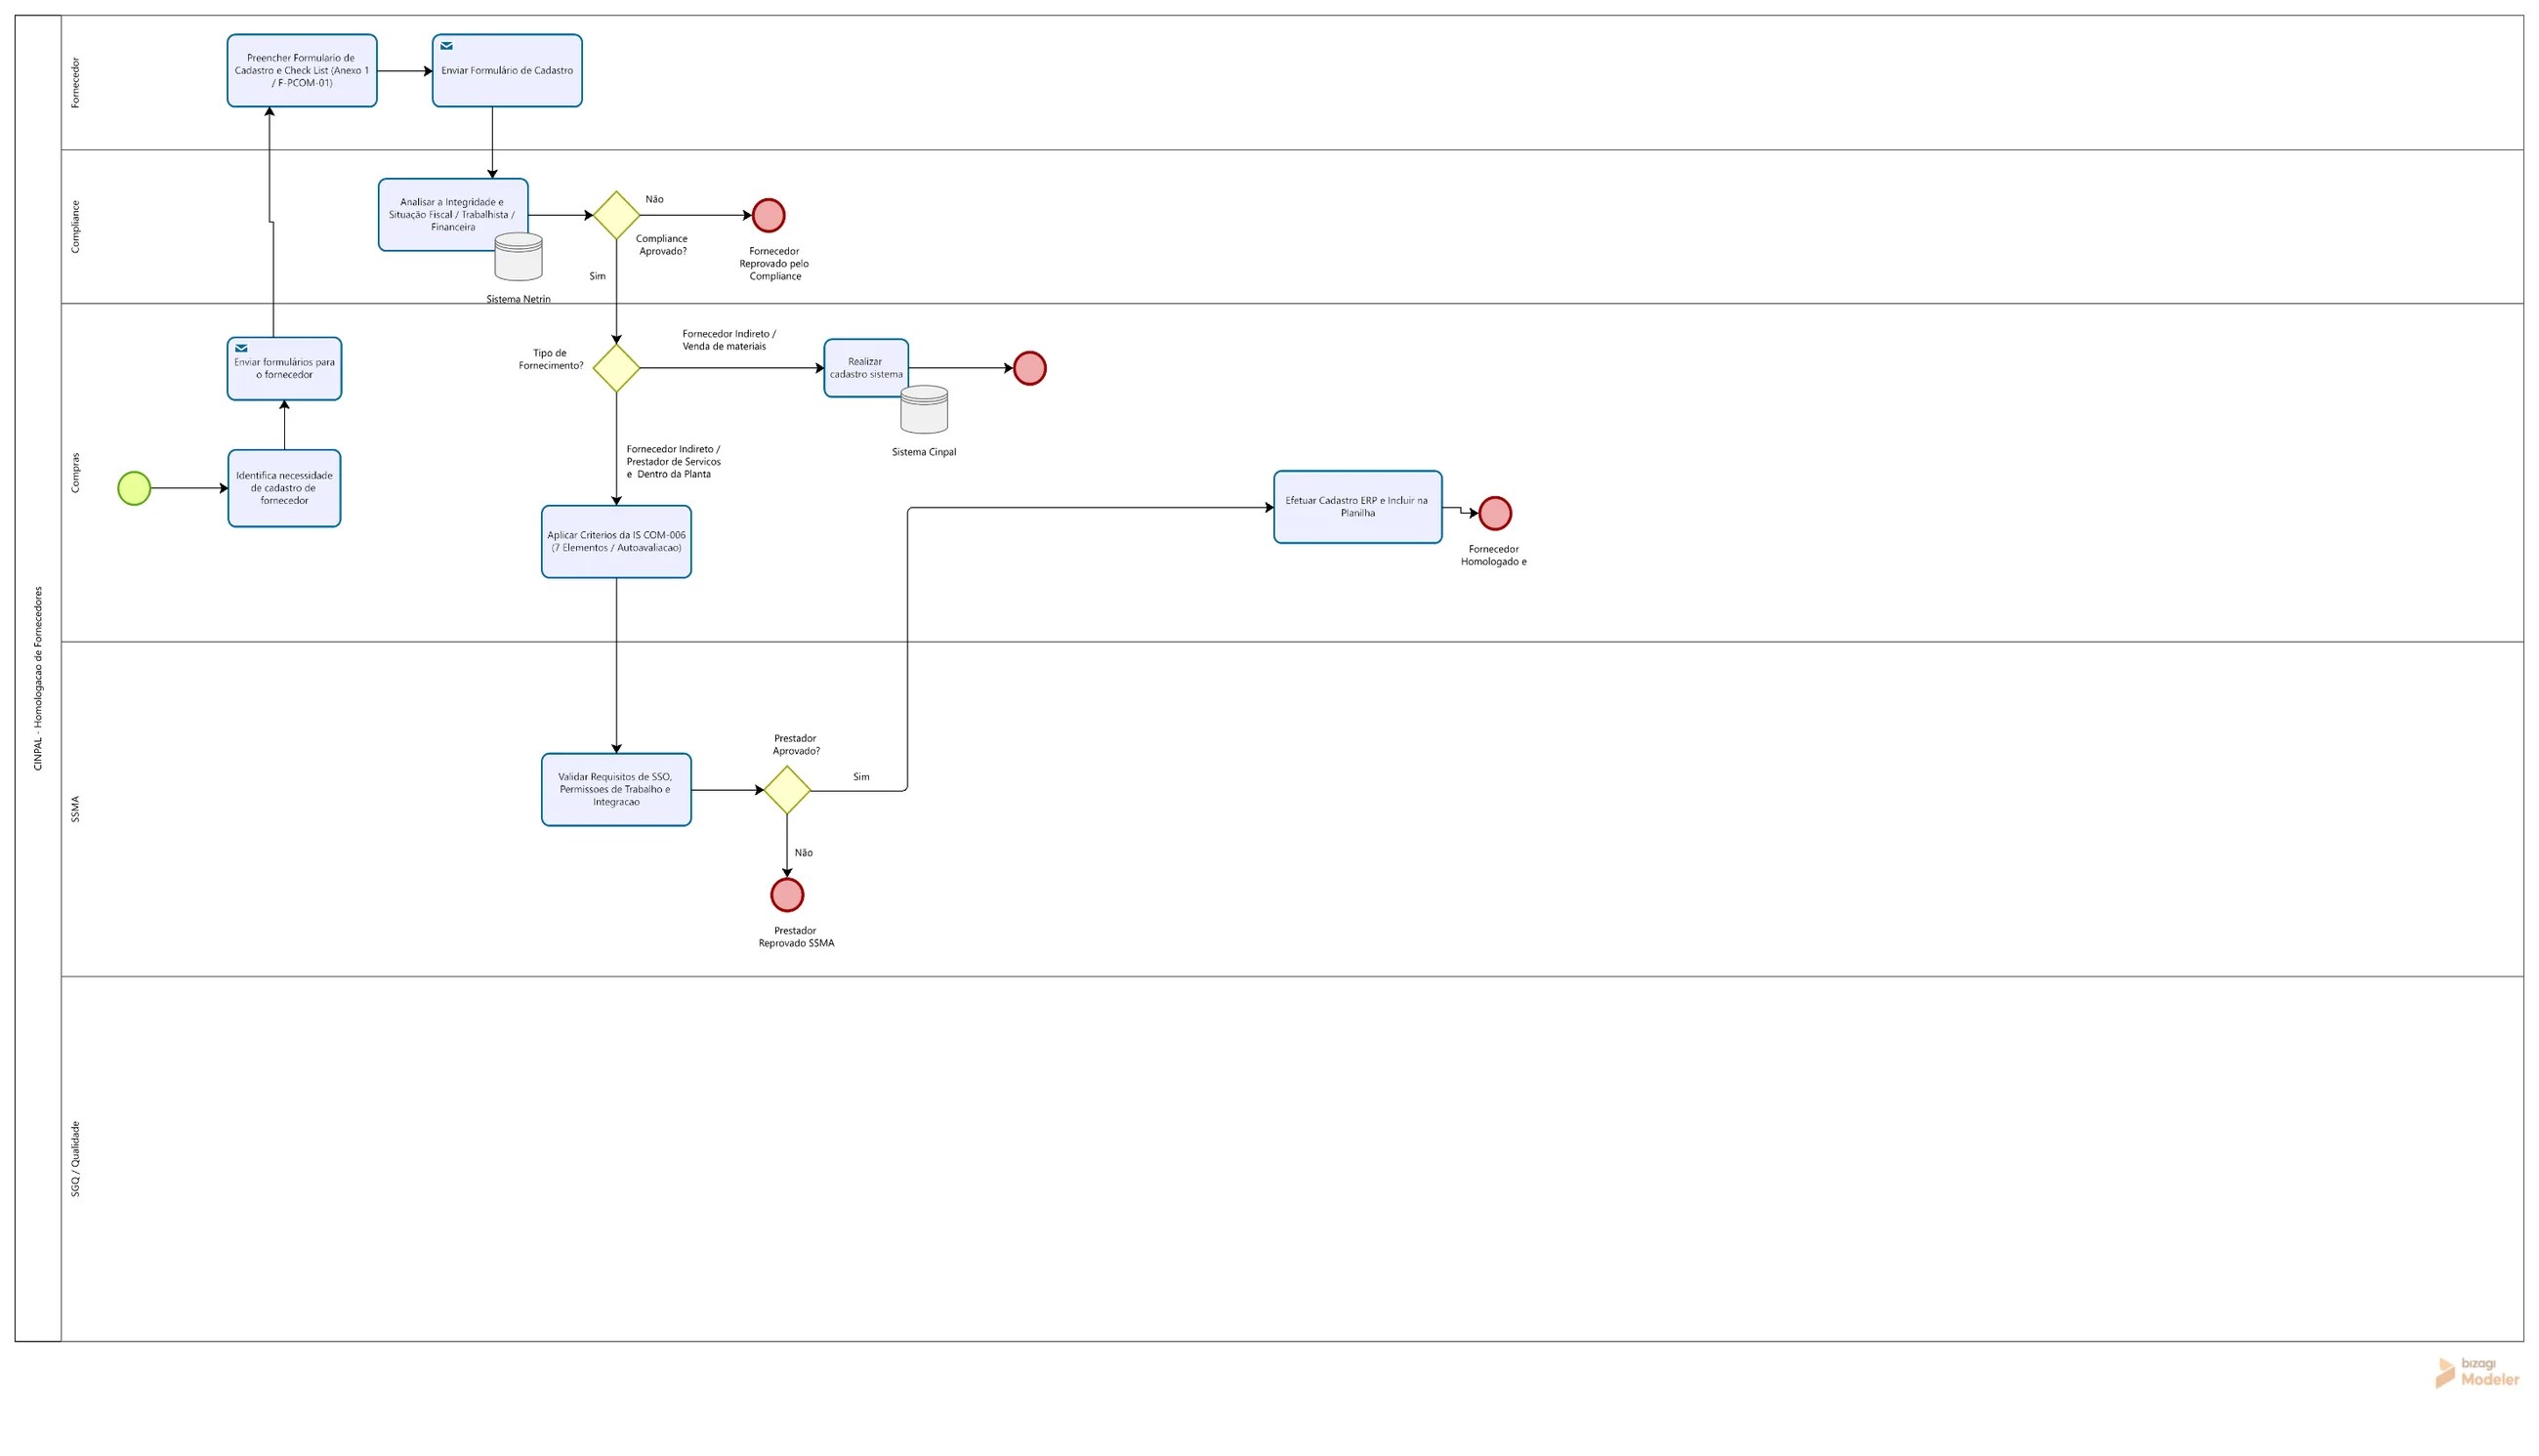 CINPAL - Homologacao de Fornecedores
Fornecedor
Preencher Formulario de
Cadastro e Check List (Anexo 1
/ F-PCOM-01)
Enviar Formulário de Cadastro
Compliance
Analisar a Integridade e
Situação Fiscal / Trabalhista /
Financeira
Sistema Netrin
Não
Compliance
Aprovado?
Sim
Fornecedor
Reprovado pelo
Compliance
Compras
Enviar formulários para
o fornecedor
Identifica necessidade
de cadastro de
fornecedor
Tipo de
Fornecimento?
Fornecedor Indireto /
Venda de materiais
Realizar
cadastro sistema
Sistema Cinpal
Fornecedor Indireto /
Prestador de Servicos
e Dentro da Planta
Aplicar Criterios da IS COM-006
(7 Elementos / Autoavaliacao)
Efetuar Cadastro ERP e Incluir na
Planilha
Fornecedor
Homologado e
SSMA
Validar Requisitos de SSO,
Permissoes de Trabalho e
Integracao
Prestador
Aprovado?
Sim
Não
Prestador
Reprovado SSMA
SGQ / Qualidade
bizagi
Modeler